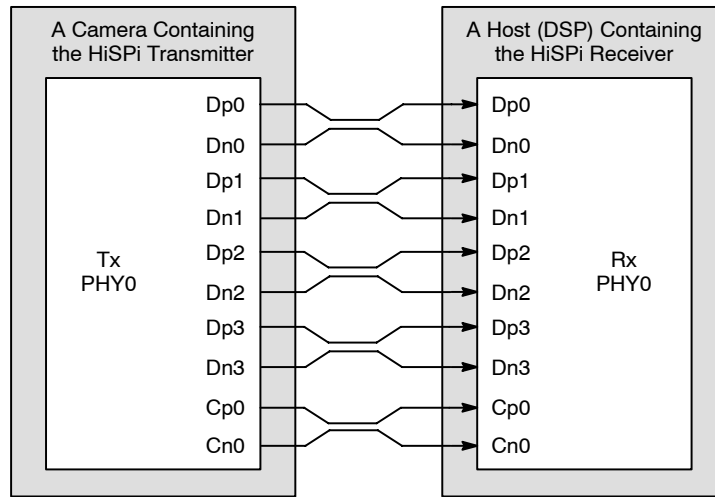 A Camera Containing
the HiSPi Transmitter
Tx
PHY0
Dp0
Dn0
Dp1
Dn1
Dp2
Dn2
Dp3
Dn3
Cp0
Cn0
A Host (DSP) Containing
the HiSPi Receiver
Dp0
Dn0
Dp1
Dn1
Dp2
Dn2
Dp3
Dn3
Cp0
Cn0
Rx
PHY0